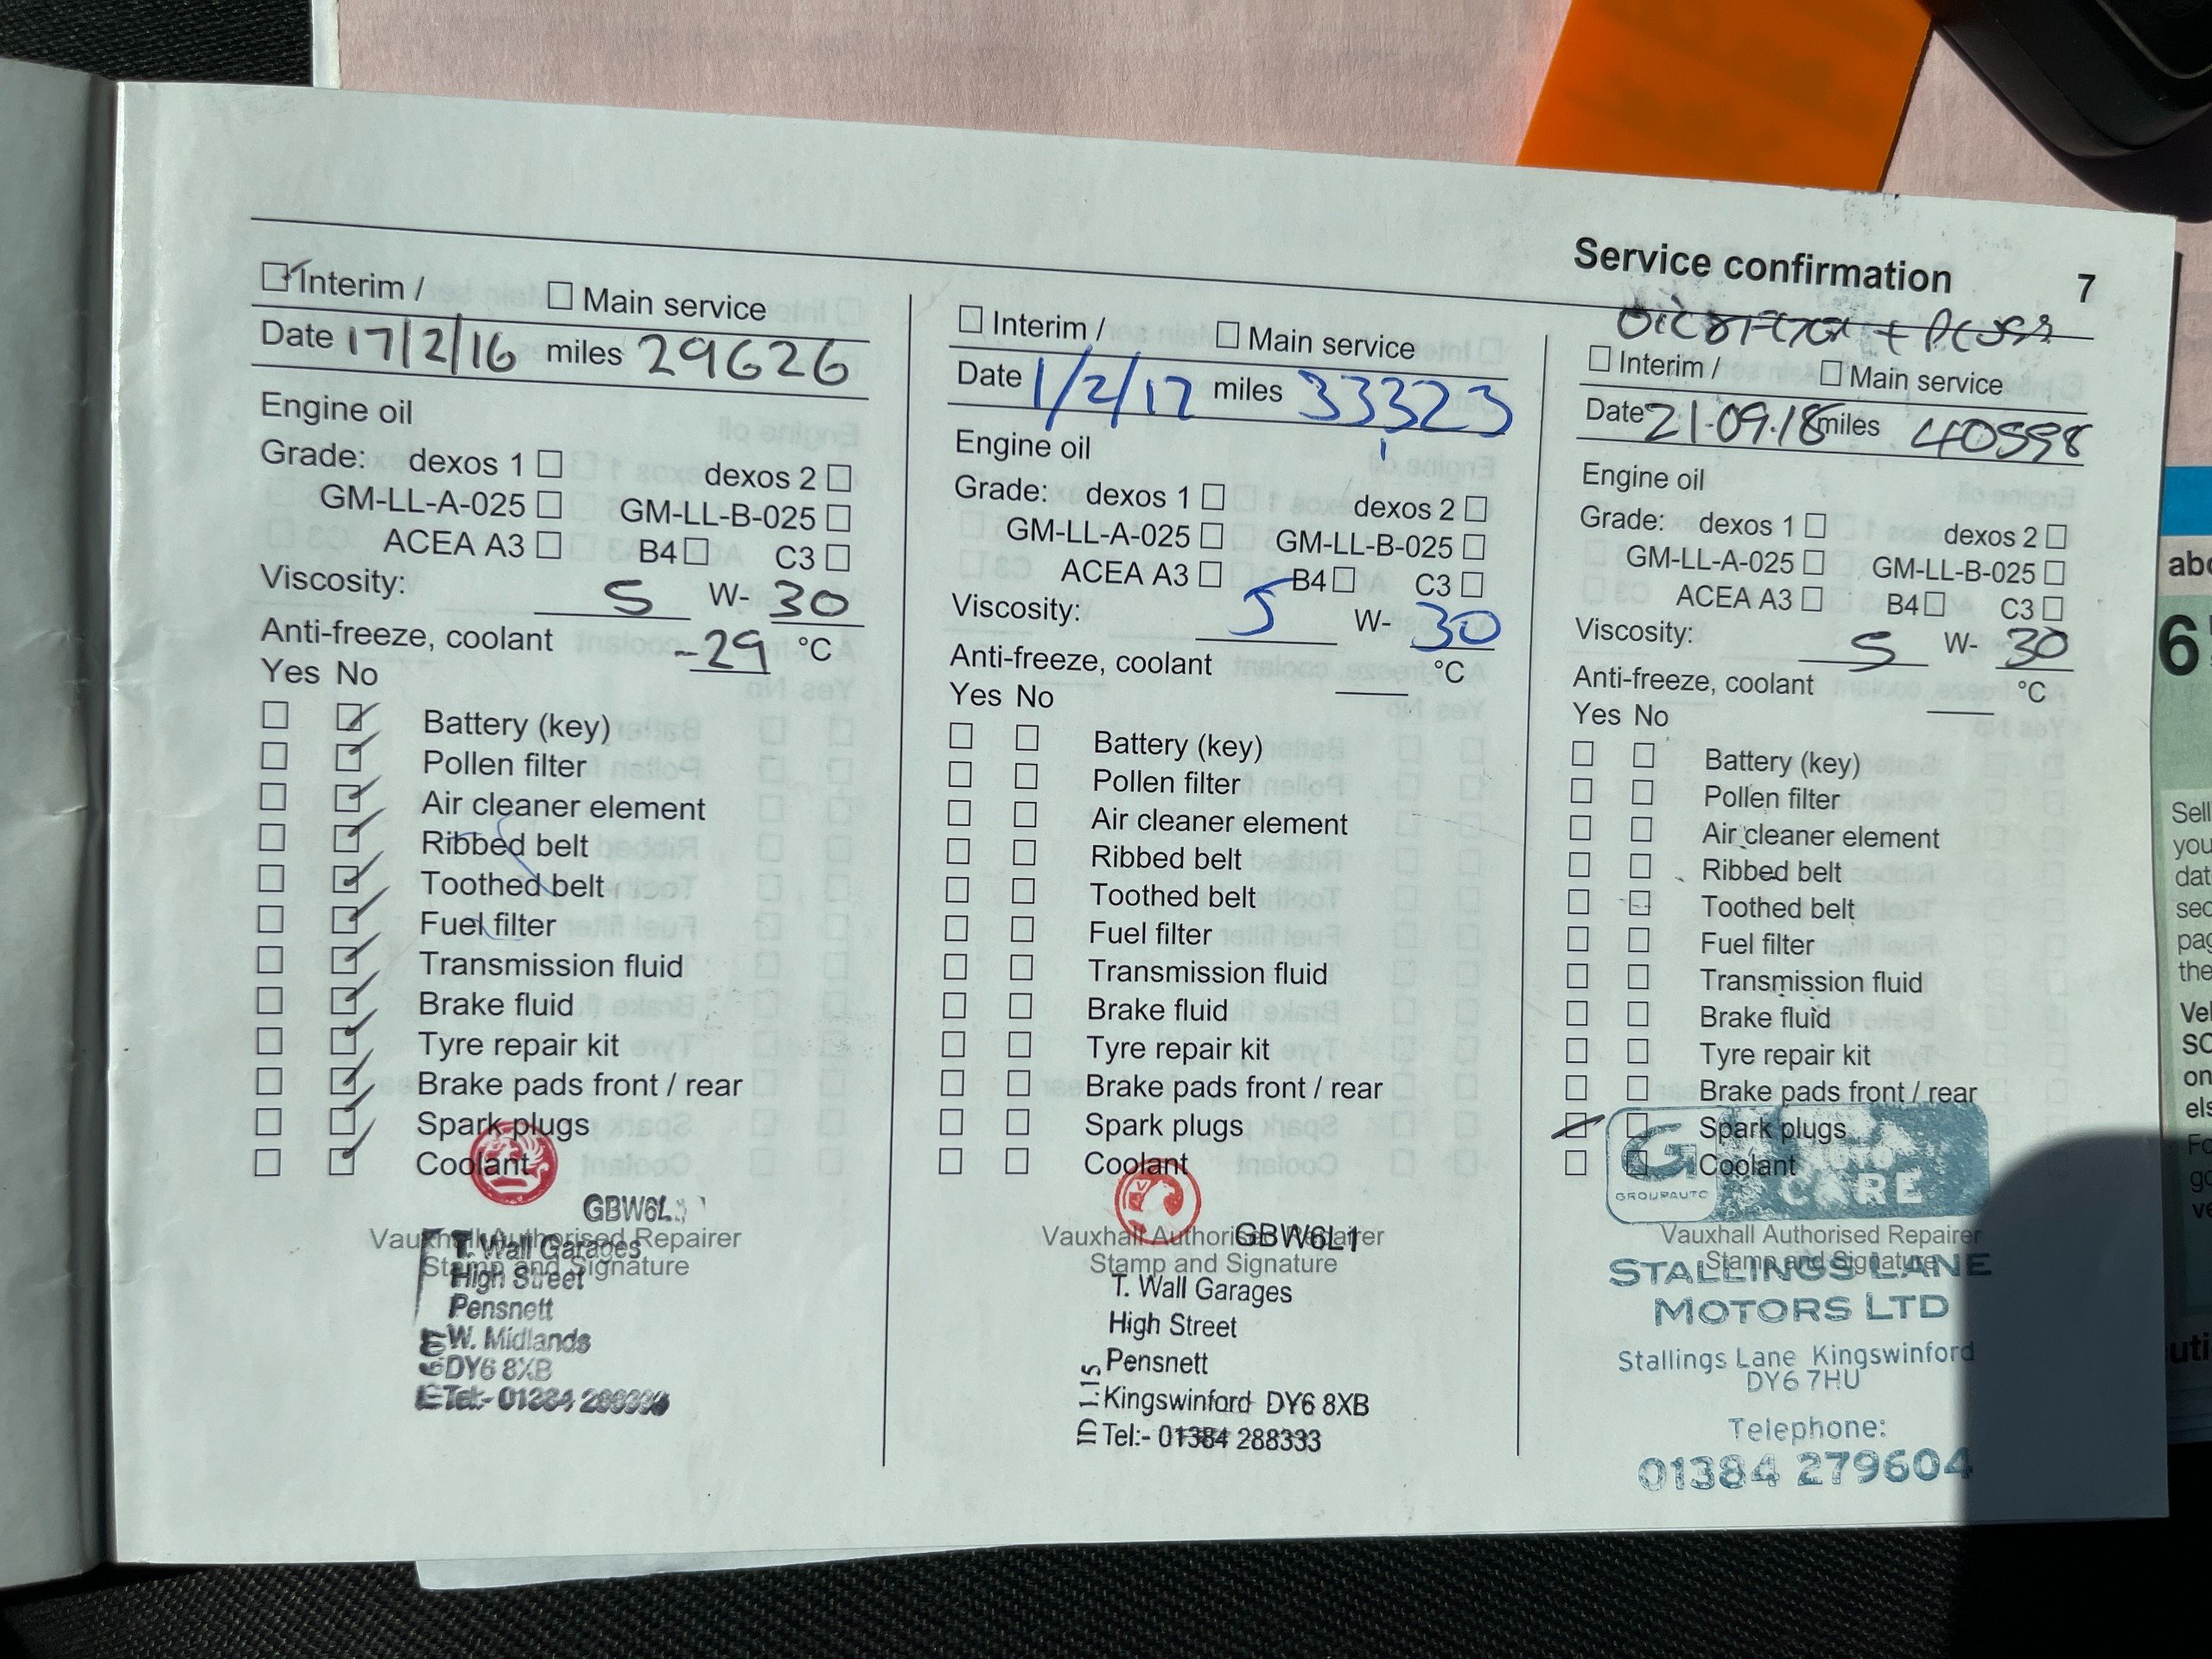 Service confirmation 7
Interim / Main service
Date 17/2/16 miles 29626
Engine oil
Grade: dexos 1 dexos 2
GM-LL-A-025 GM-LL-B-025
ACEA A3 B4 C3
Viscosity: 5 W- 30
Anti-freeze, coolant -29 °C
Yes No
Battery (key)
Pollen filter
Air cleaner element
Ribbed belt
Toothed belt
Fuel filter
Transmission fluid
Brake fluid
Tyre repair kit
Brake pads front / rear
Spark plugs
Coolant
GBW6L
Vauxhall Authorised Repairer
Stamp and Signature
T. Wall Garages
High Street
Pensnett
W. Midlands
DY6 8XB
Tel:- 01384
Interim / Main service
Date 1/2/17 miles 33323
Engine oil
Grade: dexos 1 dexos 2
GM-LL-A-025 GM-LL-B-025
ACEA A3 B4 C3
Viscosity: 5 W- 30
Anti-freeze, coolant °C
Yes No
Battery (key)
Pollen filter
Air cleaner element
Ribbed belt
Toothed belt
Fuel filter
Transmission fluid
Brake fluid
Tyre repair kit
Brake pads front / rear
Spark plugs
Coolant
GBW6L1
Vauxhall Authorised Repairer
Stamp and Signature
T. Wall Garages
High Street
Pensnett
Kingswinford DY6 8XB
Tel:- 01384 288333
ID 115
Interim / Main service
Date 21.09.18 miles 40598
Engine oil
Grade: dexos 1 dexos 2
GM-LL-A-025 GM-LL-B-025
ACEA A3 B4 C3
Viscosity: 5 W- 30
Anti-freeze, coolant °C
Yes No
Battery (key)
Pollen filter
Air cleaner element
Ribbed belt
Toothed belt
Fuel filter
Transmission fluid
Brake fluid
Tyre repair kit
Brake pads front / rear
Spark plugs
Coolant
G AUTO
GROUPAUTO CARE
Vauxhall Authorised Repairer
Stamp and Signature
STALLINGS LANE
MOTORS LTD
Stallings Lane Kingswinford
DY6 7HU
Telephone:
01384 279604
6
Sell
you